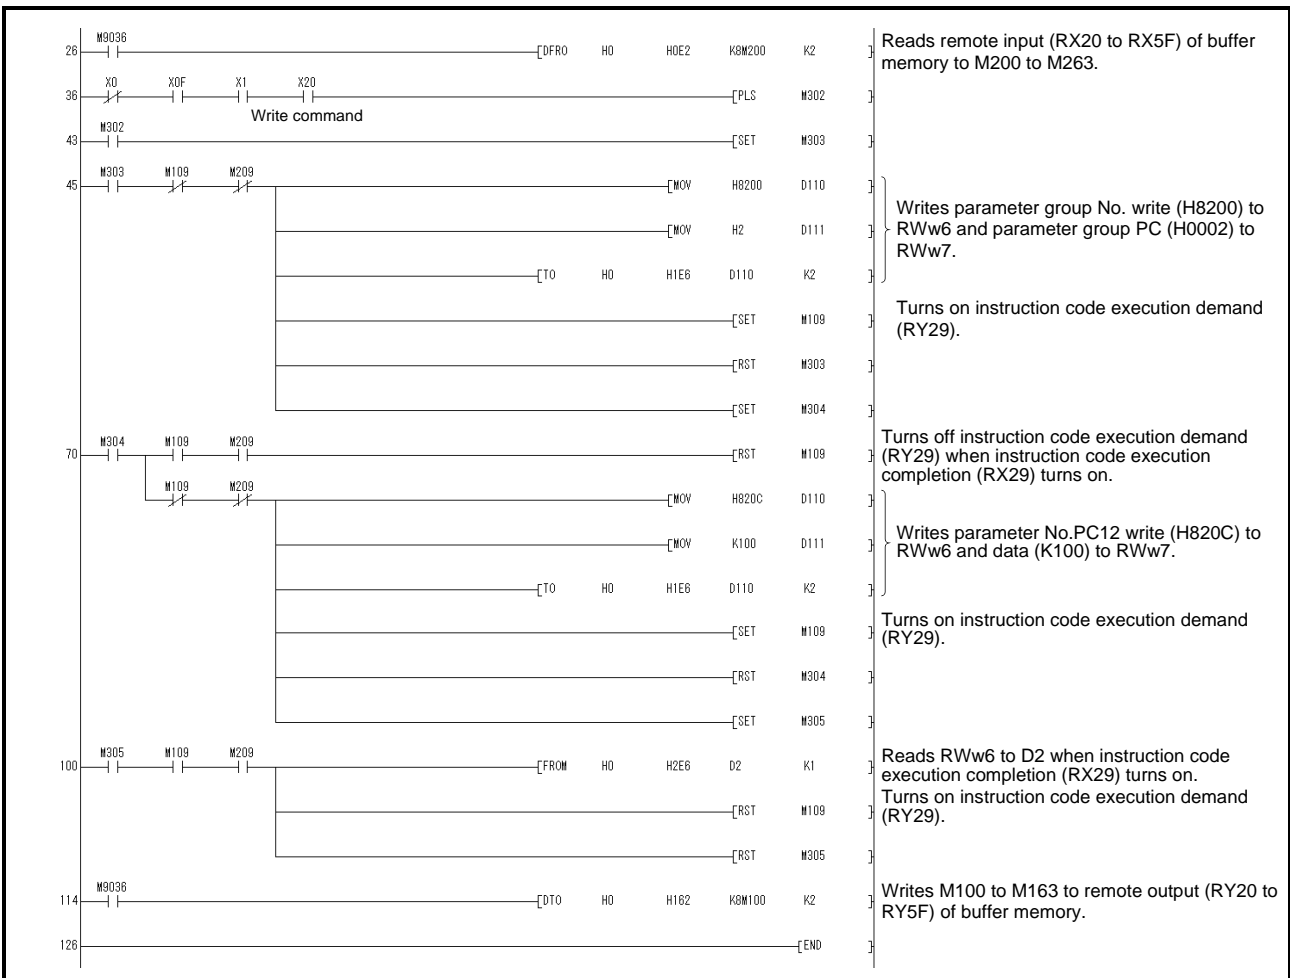 M9036
26 [DFRO H0 H0E2 K8M200 K2 ]
Reads remote input (RX20 to RX5F) of buffer
memory to M200 to M263.
X0 X0F X1 X20
36 [PLS M302 ]
Write command
M302
43 [SET M303 ]
M303 M109 M209
45 [MOV H8200 D110 ]
[MOV H2 D111 ]
[TO H0 H1E6 D110 K2 ]
Writes parameter group No. write (H8200) to
RWw6 and parameter group PC (H0002) to
RWw7.
[SET M109 ]
Turns on instruction code execution demand
(RY29).
[RST M303 ]
[SET M304 ]
M304 M109 M209
70 [RST M109 ]
Turns off instruction code execution demand
(RY29) when instruction code execution
completion (RX29) turns on.
M109 M209
[MOV H820C D110 ]
[MOV K100 D111 ]
[TO H0 H1E6 D110 K2 ]
Writes parameter No.PC12 write (H820C) to
RWw6 and data (K100) to RWw7.
[SET M109 ]
Turns on instruction code execution demand
(RY29).
[RST M304 ]
[SET M305 ]
M305 M109 M209
100 [FROM H0 H2E6 D2 K1 ]
Reads RWw6 to D2 when instruction code
execution completion (RX29) turns on.
Turns on instruction code execution demand
(RY29).
[RST M109 ]
[RST M305 ]
M9036
114 [DTO H0 H162 K8M100 K2 ]
Writes M100 to M163 to remote output (RY20 to
RY5F) of buffer memory.
126 [END ]